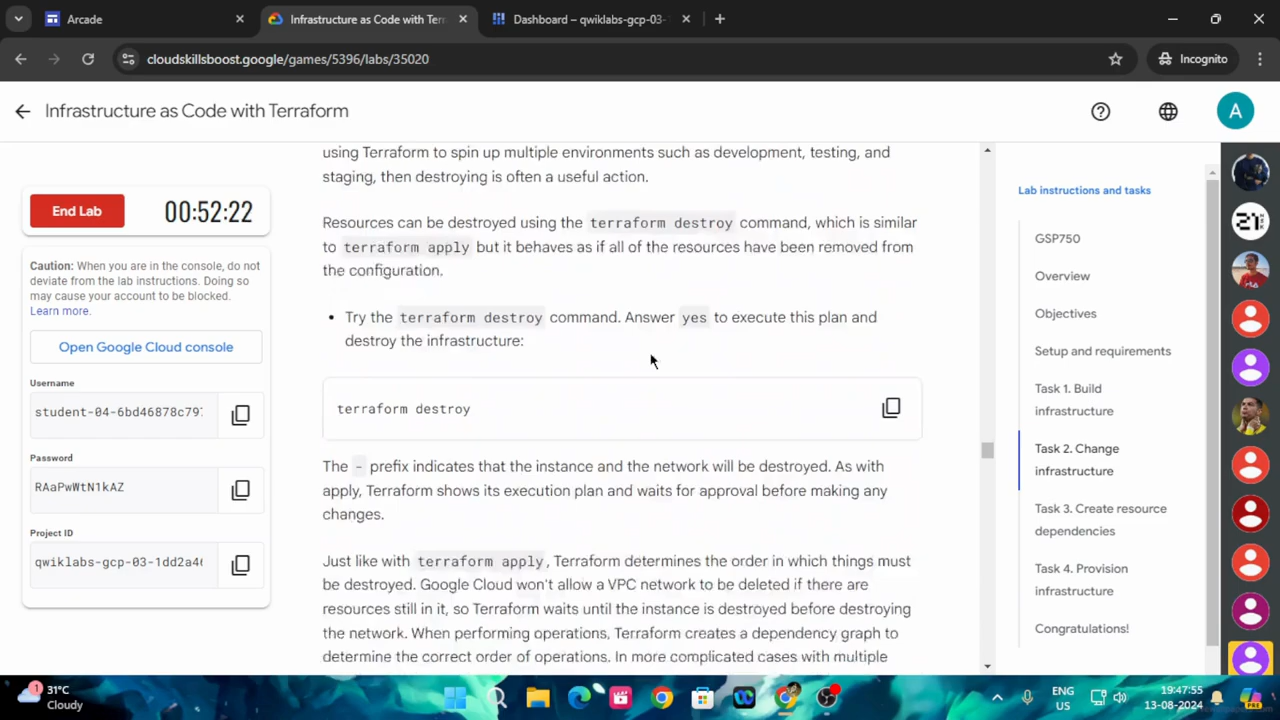 Arcade
Infrastructure as Code with Terr
Dashboard – qwiklabs-gcp-03-
cloudskillsboost.google/games/5396/labs/35020
Incognito
Infrastructure as Code with Terraform
A
End Lab
00:52:22
Caution: When you are in the console, do not
deviate from the lab instructions. Doing so
may cause your account to be blocked.
Learn more.
Open Google Cloud console
Username
student-04-6bd46878c797
Password
RAaPwWtN1kAZ
Project ID
qwiklabs-gcp-03-1dd2a46
using Terraform to spin up multiple environments such as development, testing, and
staging, then destroying is often a useful action.
Resources can be destroyed using the terraform destroy command, which is similar
to terraform apply but it behaves as if all of the resources have been removed from
the configuration.
• Try the terraform destroy command. Answer yes to execute this plan and
destroy the infrastructure:
terraform destroy
The - prefix indicates that the instance and the network will be destroyed. As with
apply, Terraform shows its execution plan and waits for approval before making any
changes.
Just like with terraform apply, Terraform determines the order in which things must
be destroyed. Google Cloud won't allow a VPC network to be deleted if there are
resources still in it, so Terraform waits until the instance is destroyed before destroying
the network. When performing operations, Terraform creates a dependency graph to
determine the correct order of operations. In more complicated cases with multiple
Lab instructions and tasks
GSP750
Overview
Objectives
Setup and requirements
Task 1. Build
infrastructure
Task 2. Change
infrastructure
Task 3. Create resource
dependencies
Task 4. Provision
infrastructure
Congratulations!
21
1
31°C
Cloudy
ENG
US
19:47:55
13-08-2024
PRE